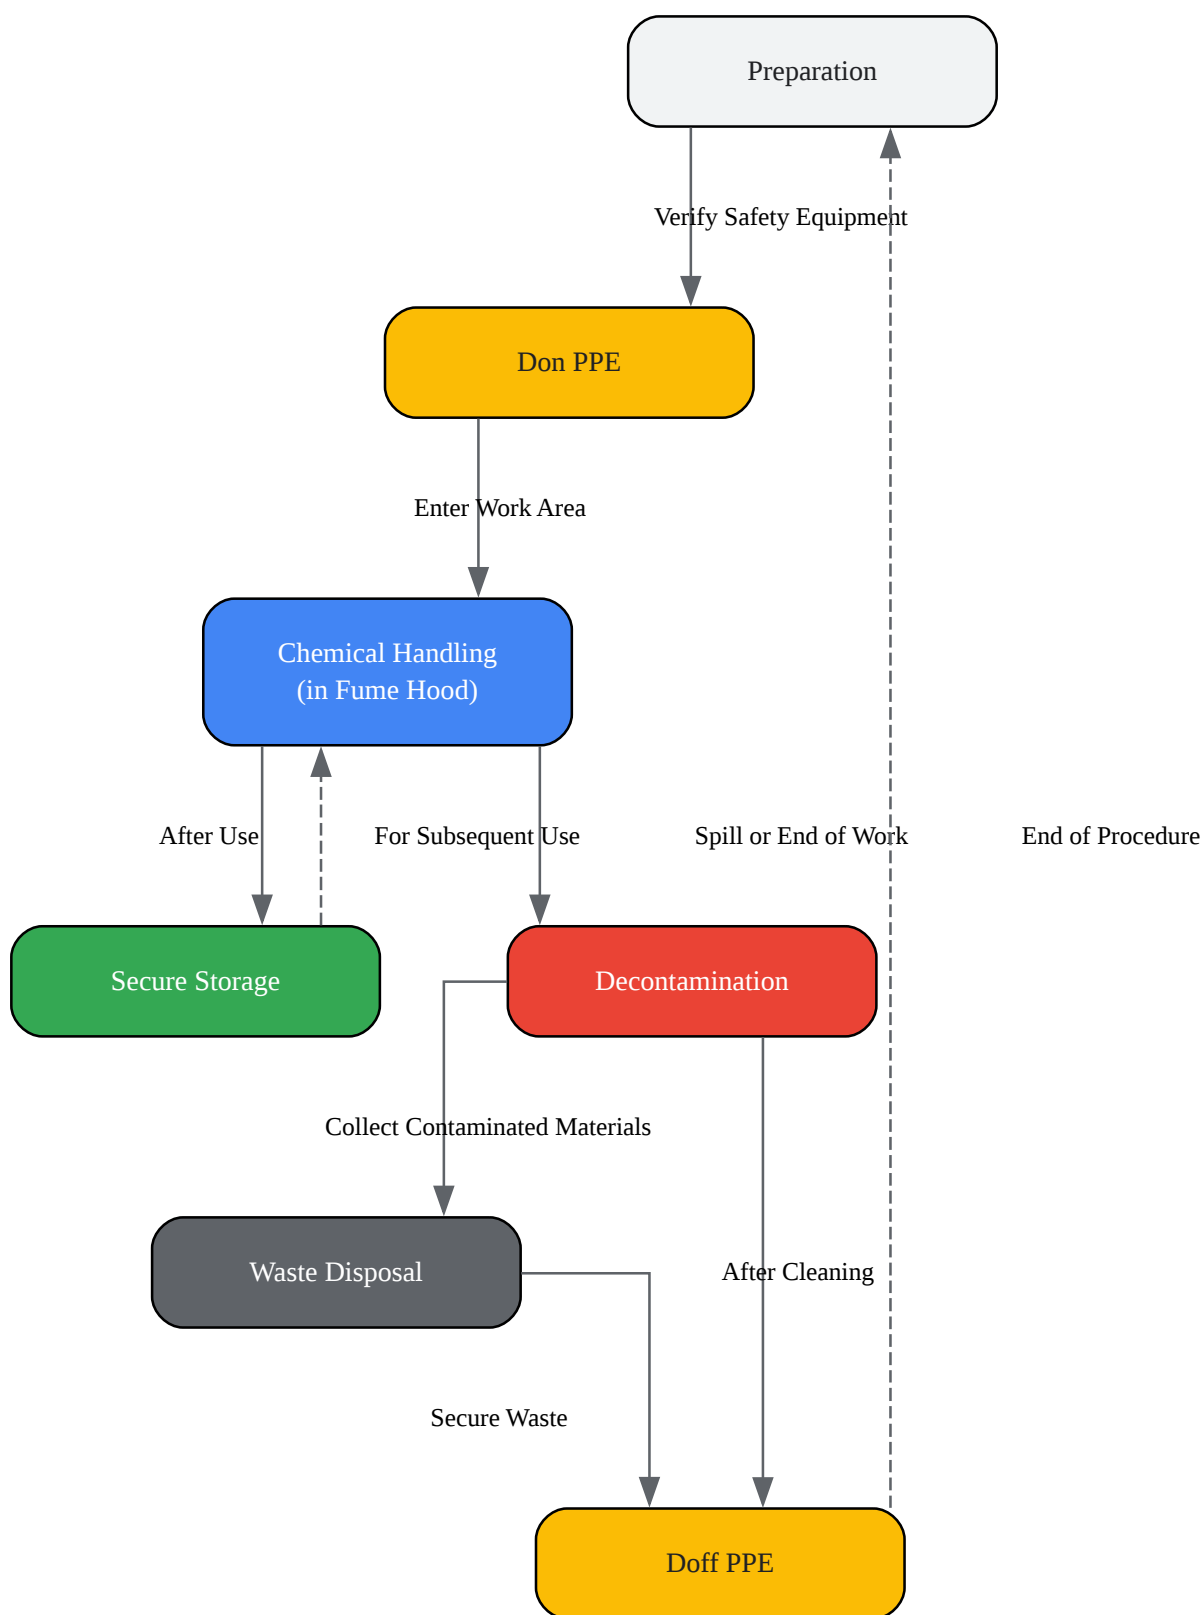 Preparation
Verify Safety Equipment
Don PPE
Enter Work Area
Chemical Handling
(in Fume Hood)
After Use
For Subsequent Use
Spill or End of Work
End of Procedure
Secure Storage
Decontamination
Collect Contaminated Materials
Waste Disposal
After Cleaning
Secure Waste
Doff PPE